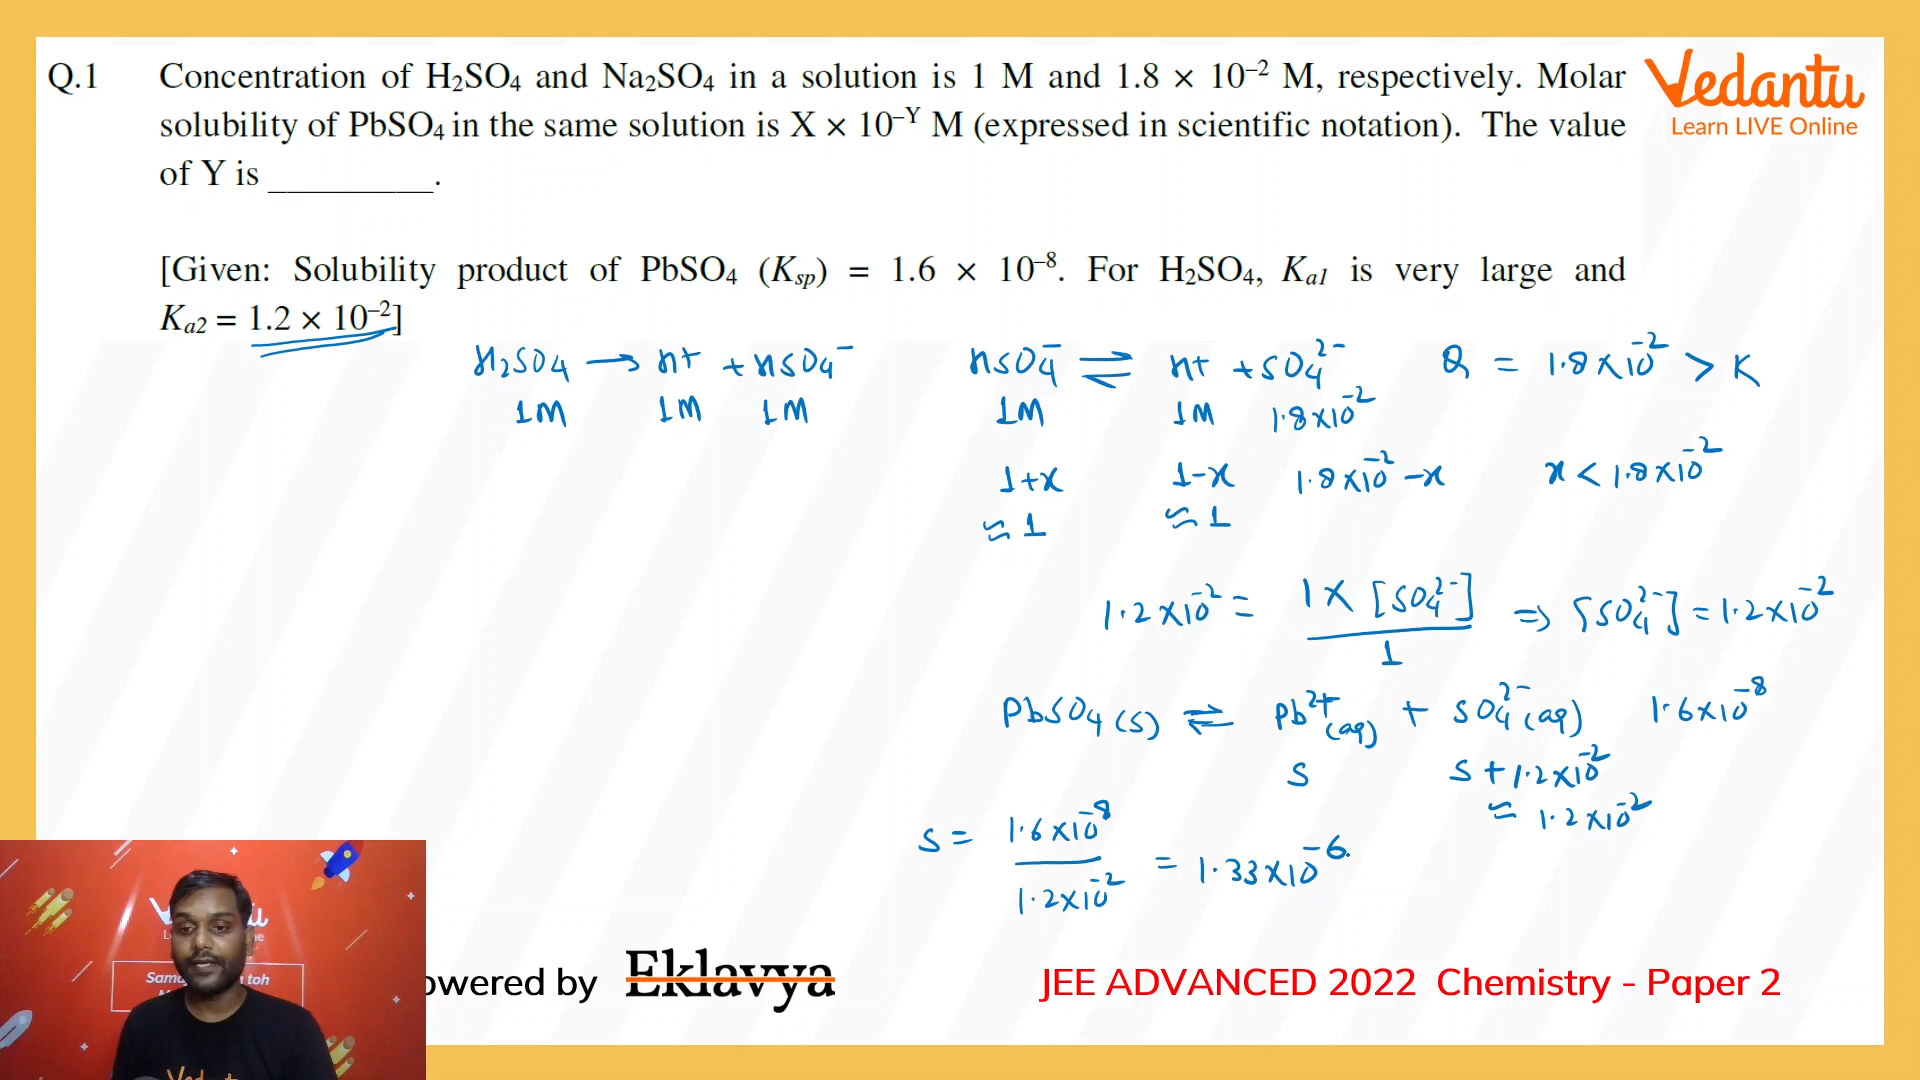 Q.1 Concentration of H₂SO₄ and Na₂SO₄ in a solution is 1 M and 1.8 × 10⁻² M, respectively. Molar
solubility of PbSO₄ in the same solution is X × 10⁻ʸ M (expressed in scientific notation). The value
of Y is _________.
Vedantu
Learn LIVE Online
[Given: Solubility product of PbSO₄ (Ksp) = 1.6 × 10⁻⁸. For H₂SO₄, Ka1 is very large and
Ka2 = 1.2 × 10⁻²]
H₂SO₄ → H+ + HSO₄⁻
1M 1M 1M
HSO₄⁻ ⇌ H+ + SO₄²⁻ Q = 1.8×10⁻² > K
1M 1M 1.8×10⁻²
1+x 1-x 1.8×10⁻² -x x < 1.8×10⁻²
≈ 1 ≈ 1
1.2×10⁻² = 1 × [SO₄²⁻] / 1 ⇒ [SO₄²⁻] = 1.2×10⁻²
PbSO₄(s) ⇌ Pb²⁺(aq) + SO₄²⁻(aq) 1.6×10⁻⁸
s s + 1.2×10⁻²
≈ 1.2×10⁻²
s = 1.6×10⁻⁸ / 1.2×10⁻² = 1.33×10⁻⁶.
toh
owered by Eklavya
JEE ADVANCED 2022 Chemistry - Paper 2